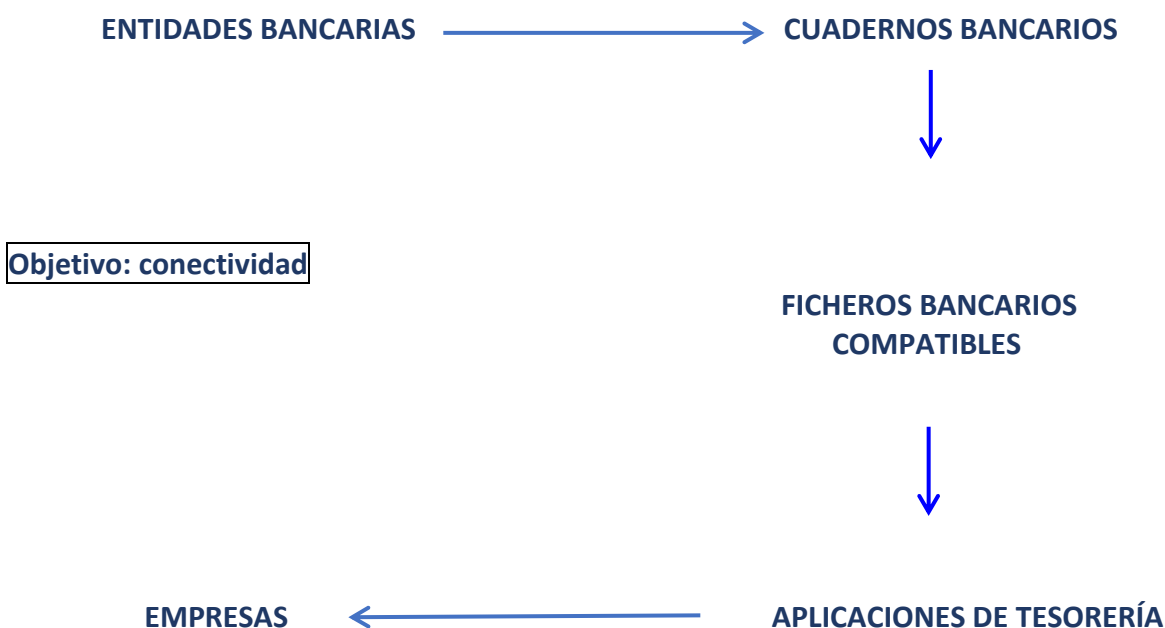 ENTIDADES BANCARIAS
CUADERNOS BANCARIOS
Objetivo: conectividad
FICHEROS BANCARIOS
COMPATIBLES
EMPRESAS
APLICACIONES DE TESORERÍA